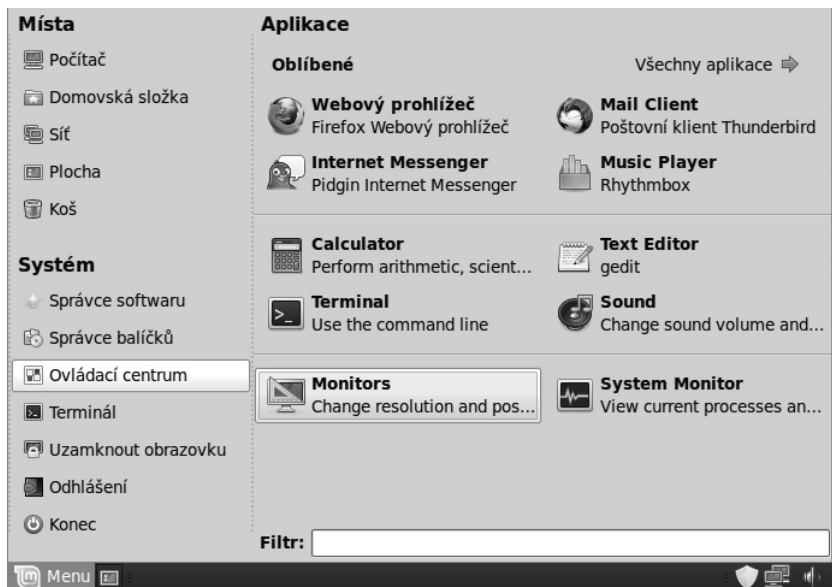 Místa
Počítač
Domovská složka
Síť
Plocha
Koš
Systém
Správce softwaru
Správce balíčků
Ovládací centrum
Terminál
Uzamknout obrazovku
Odhlášení
Konec
Aplikace
Oblíbené
Všechny aplikace
Webový prohlížeč
Firefox Webový prohlížeč
Mail Client
Poštovní klient Thunderbird
Internet Messenger
Pidgin Internet Messenger
Music Player
Rhythmbox
Calculator
Perform arithmetic, scient...
Text Editor
gedit
Terminal
Use the command line
Sound
Change sound volume and...
Monitors
Change resolution and pos...
System Monitor
View current processes an...
Filtr:
Menu